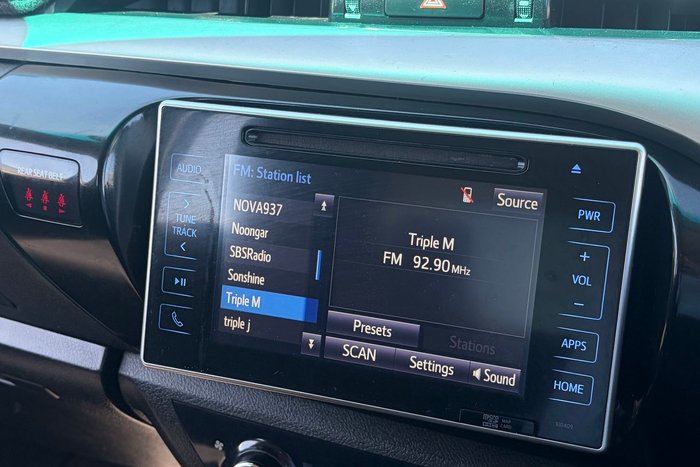 REAR SEAT BELT
AUDIO
TUNE
TRACK
FM: Station list
NOVA937
Noongar
SBSRadio
Sonshine
Triple M
triple j
Source
Triple M
FM 92.90 MHz
Presets
Stations
SCAN
Settings
Sound
PWR
+
VOL
−
APPS
HOME